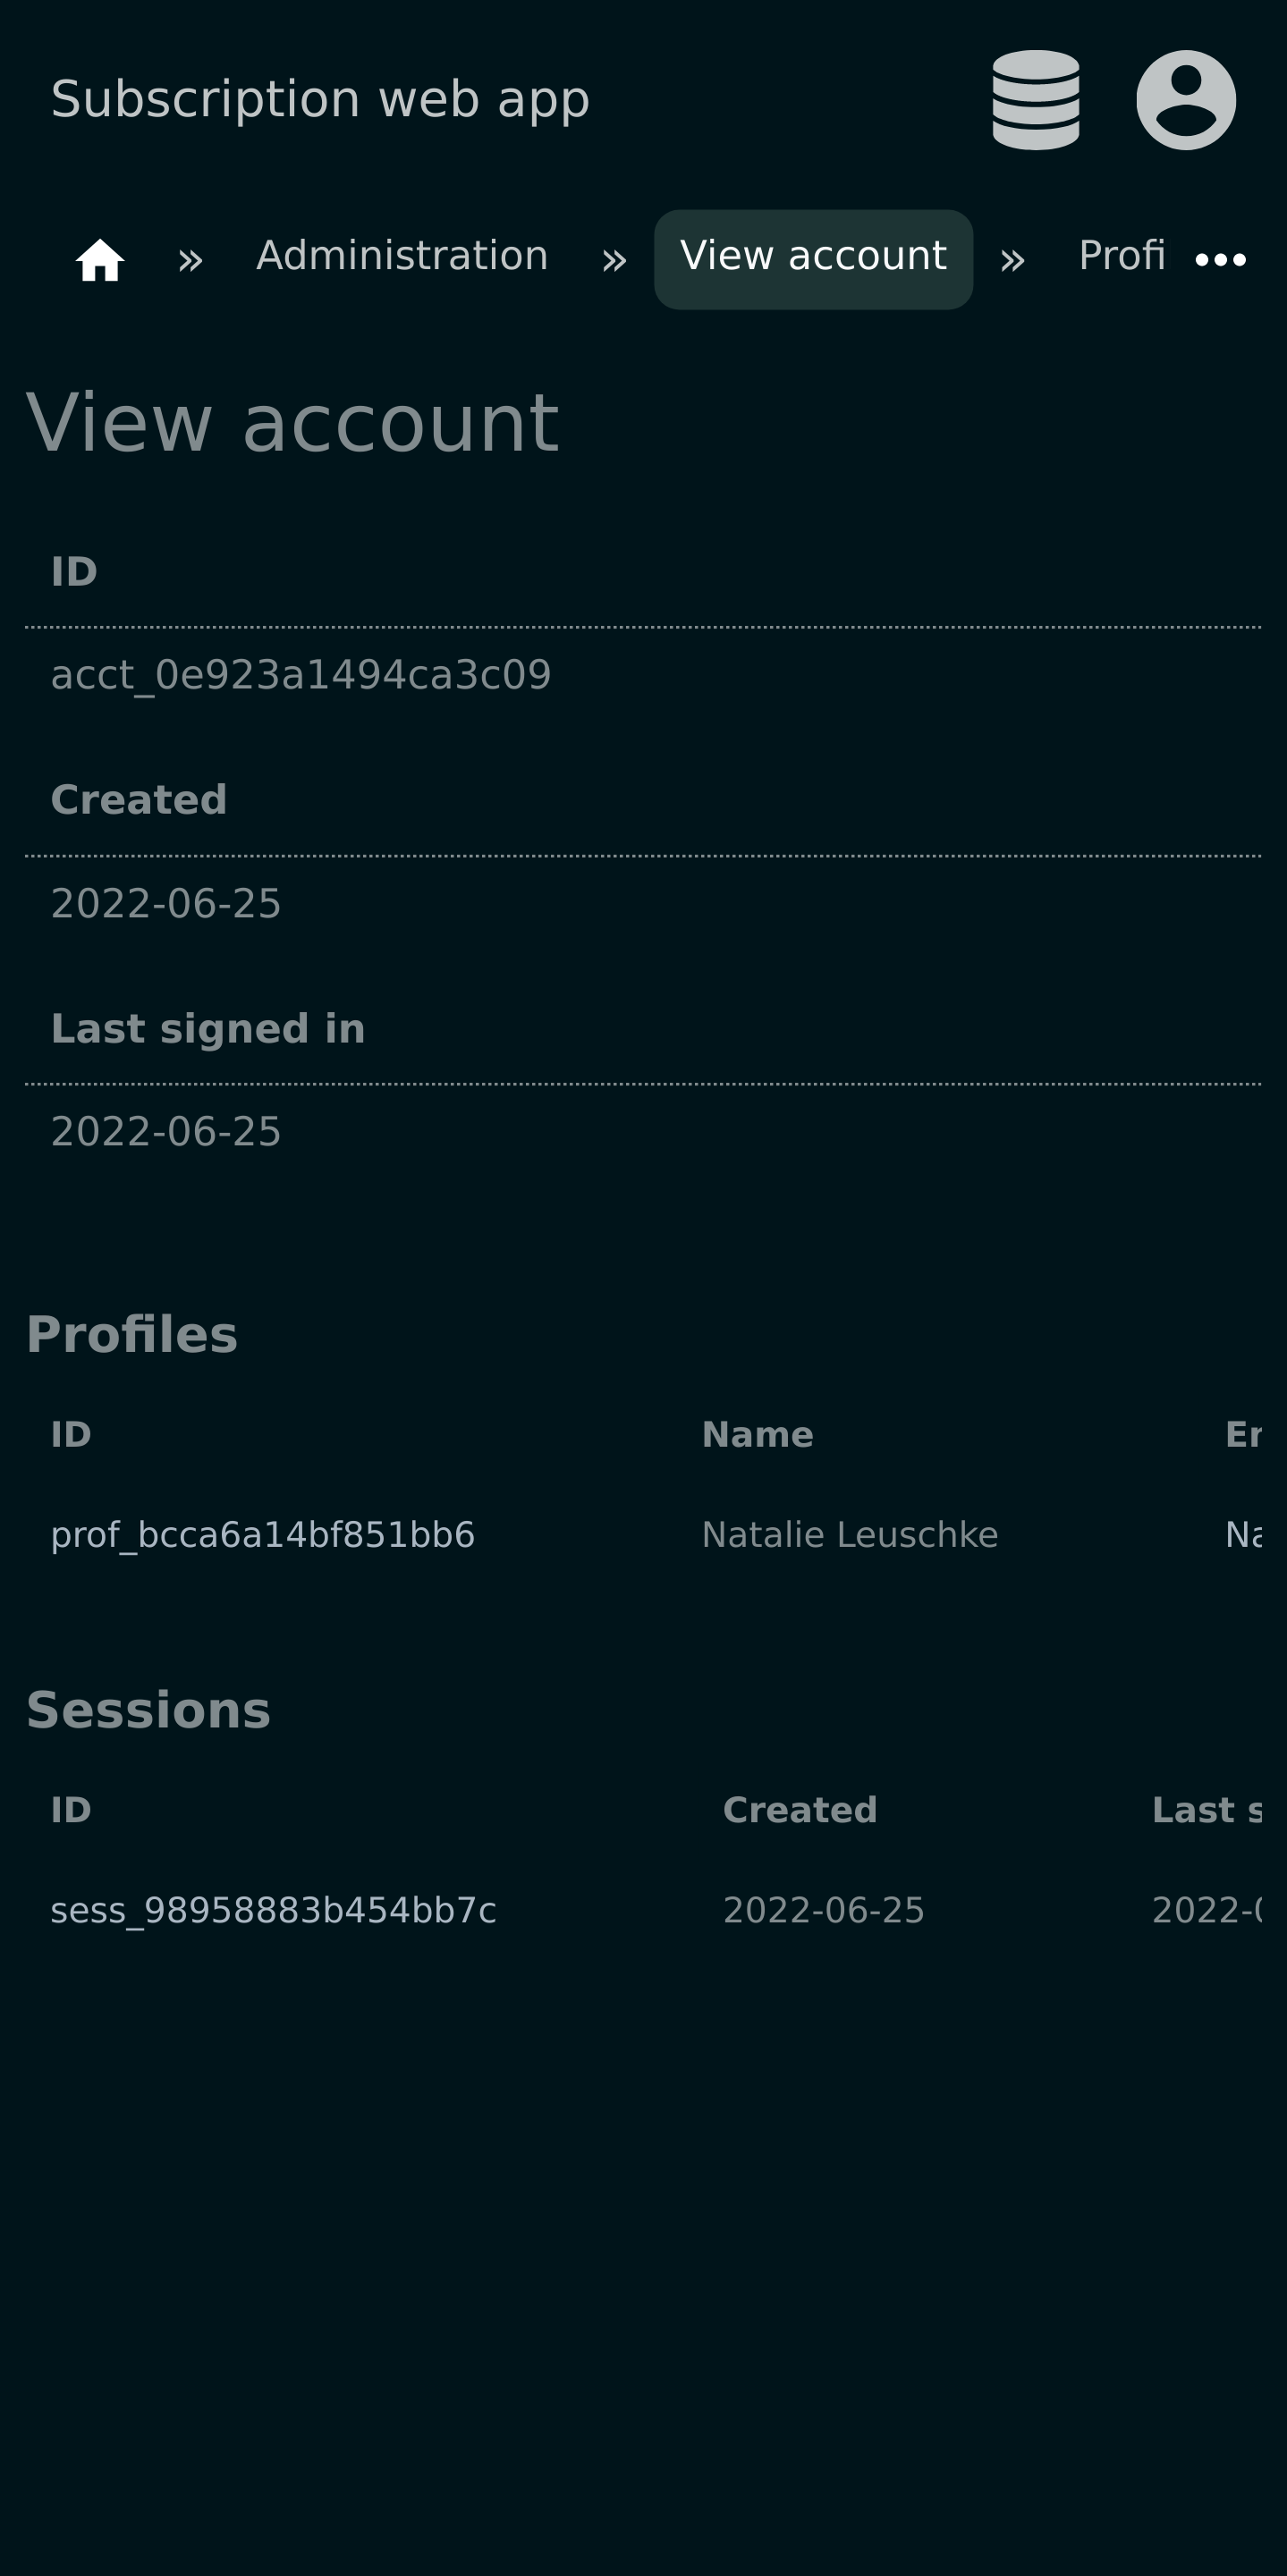 Subscription web app
» Administration » View account » Profi
View account
ID
acct_0e923a1494ca3c09
Created
2022-06-25
Last signed in
2022-06-25
Profiles
ID Name
prof_bcca6a14bf851bb6 Natalie Leuschke Na
Sessions
ID Created Last s
sess_98958883b454bb7c 2022-06-25 2022-0